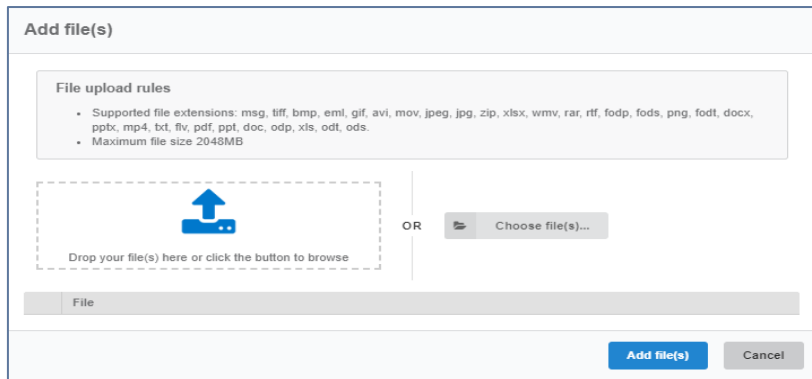 Add file(s)
File upload rules
Supported file extensions: msg, tiff, bmp, eml, gif, avi, mov, jpeg, jpg, zip, xlsx, wmv, rar, rtf, fodp, fods, png, fodt, docx,
pptx, mp4, txt, flv, pdf, ppt, doc, odp, xls, odt, ods.
Maximum file size 2048MB
Drop your file(s) here or click the button to browse
OR
Choose file(s)...
File
Add file(s)
Cancel